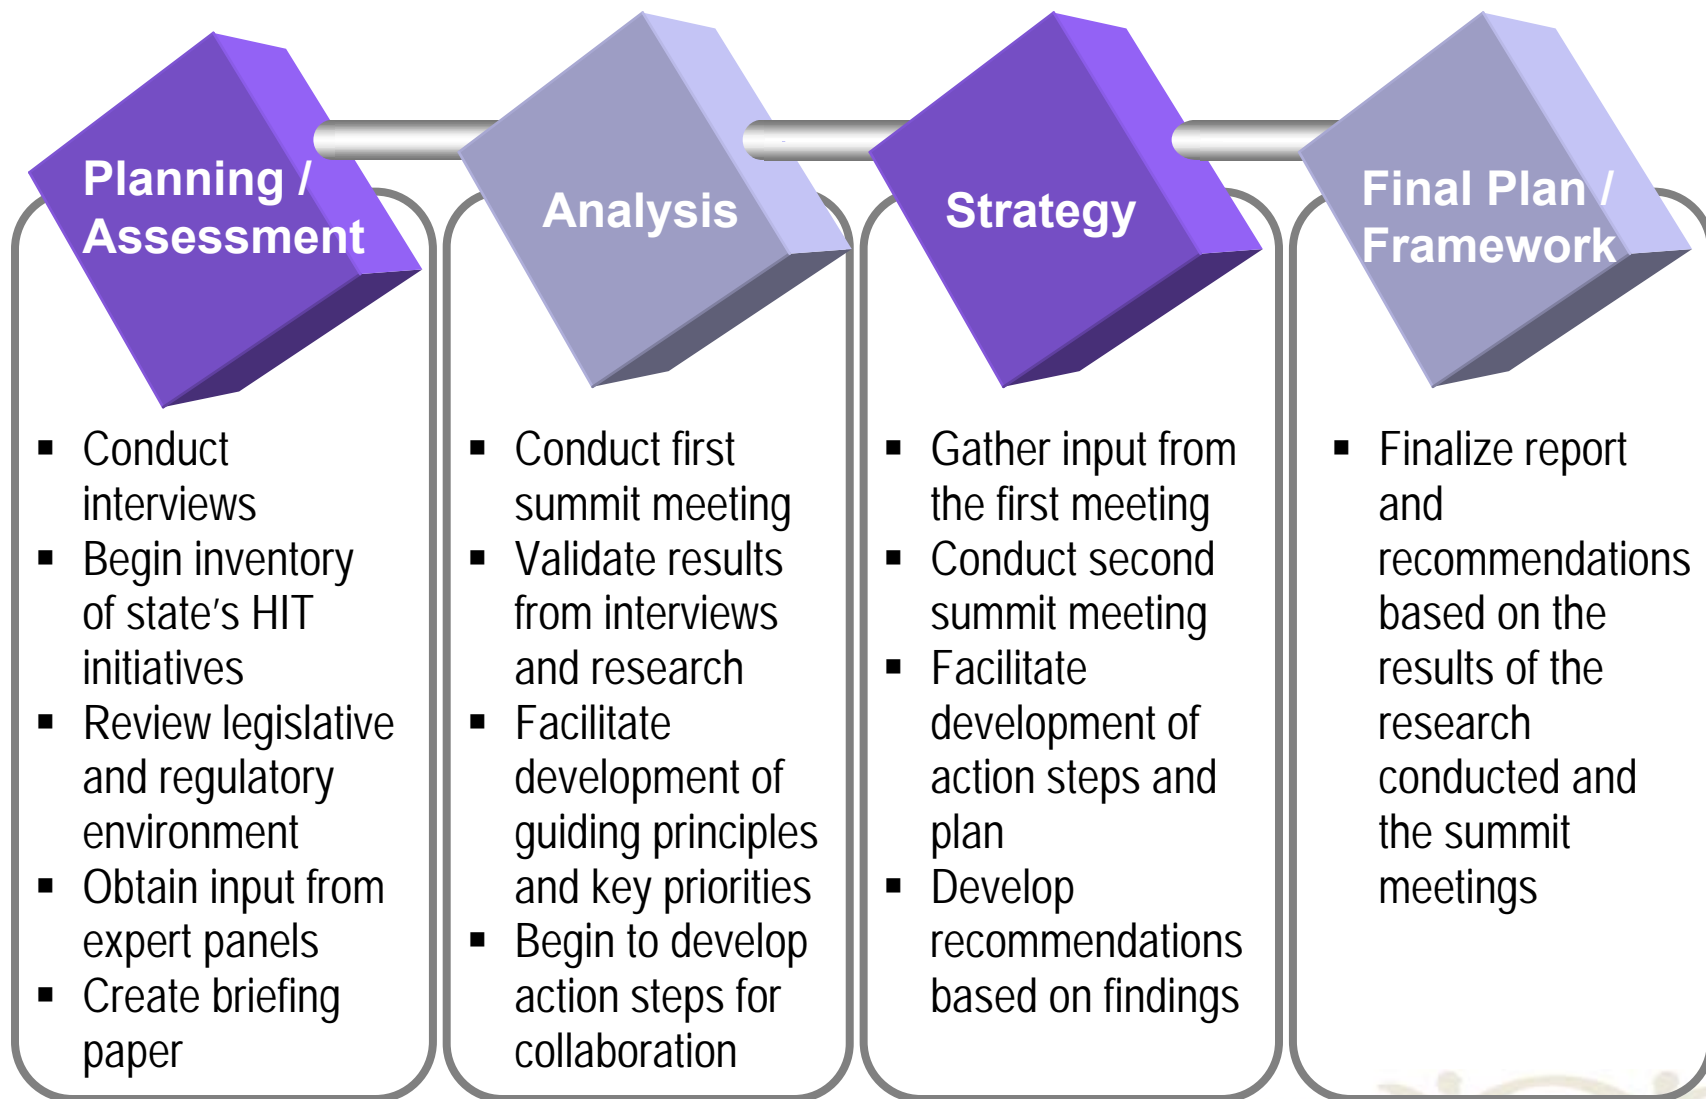 Planning /
Assessment
▪ Conduct
interviews
▪ Begin inventory
of state's HIT
initiatives
▪ Review legislative
and regulatory
environment
▪ Obtain input from
expert panels
▪ Create briefing
paper
Analysis
▪ Conduct first
summit meeting
▪ Validate results
from interviews
and research
▪ Facilitate
development of
guiding principles
and key priorities
▪ Begin to develop
action steps for
collaboration
Strategy
▪ Gather input from
the first meeting
▪ Conduct second
summit meeting
▪ Facilitate
development of
action steps and
plan
▪ Develop
recommendations
based on findings
Final Plan /
Framework
▪ Finalize report
and
recommendations
based on the
results of the
research
conducted and
the summit
meetings